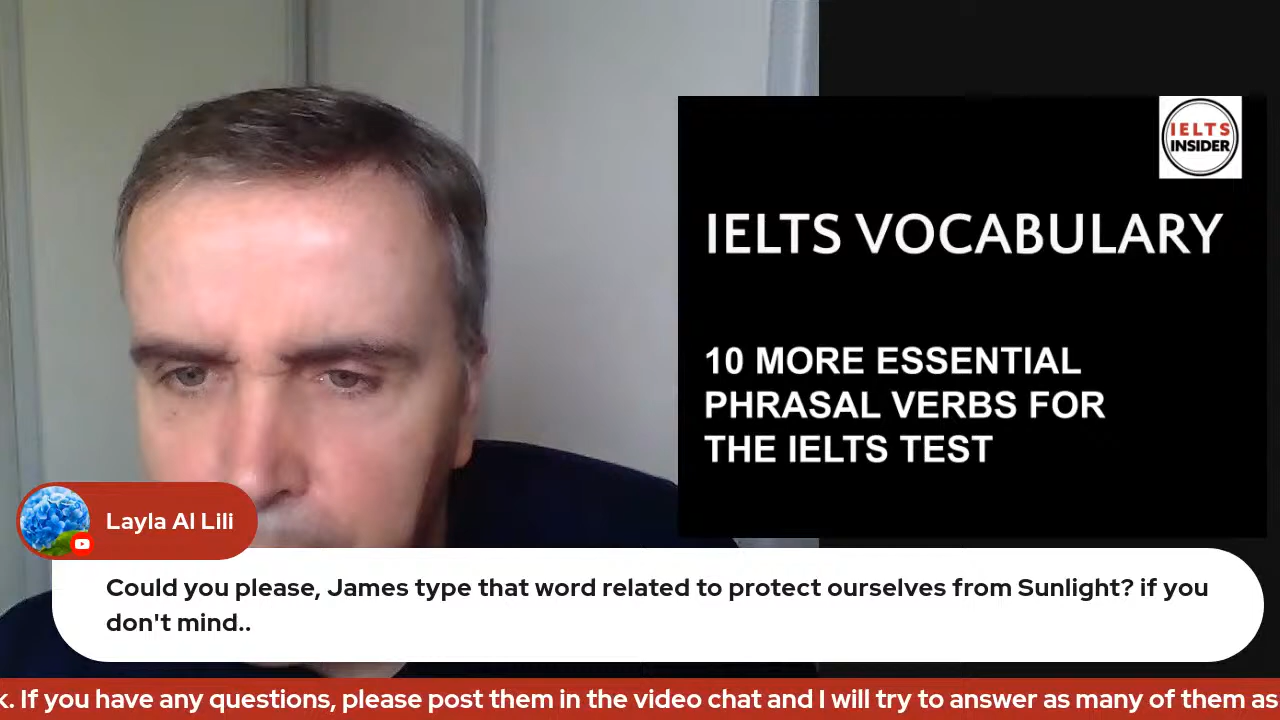 IELTS
INSIDER
IELTS VOCABULARY
10 MORE ESSENTIAL
PHRASAL VERBS FOR
THE IELTS TEST
Layla Al Lili
Could you please, James type that word related to protect ourselves from Sunlight? if you
don't mind..
k. If you have any questions, please post them in the video chat and I will try to answer as many of them as